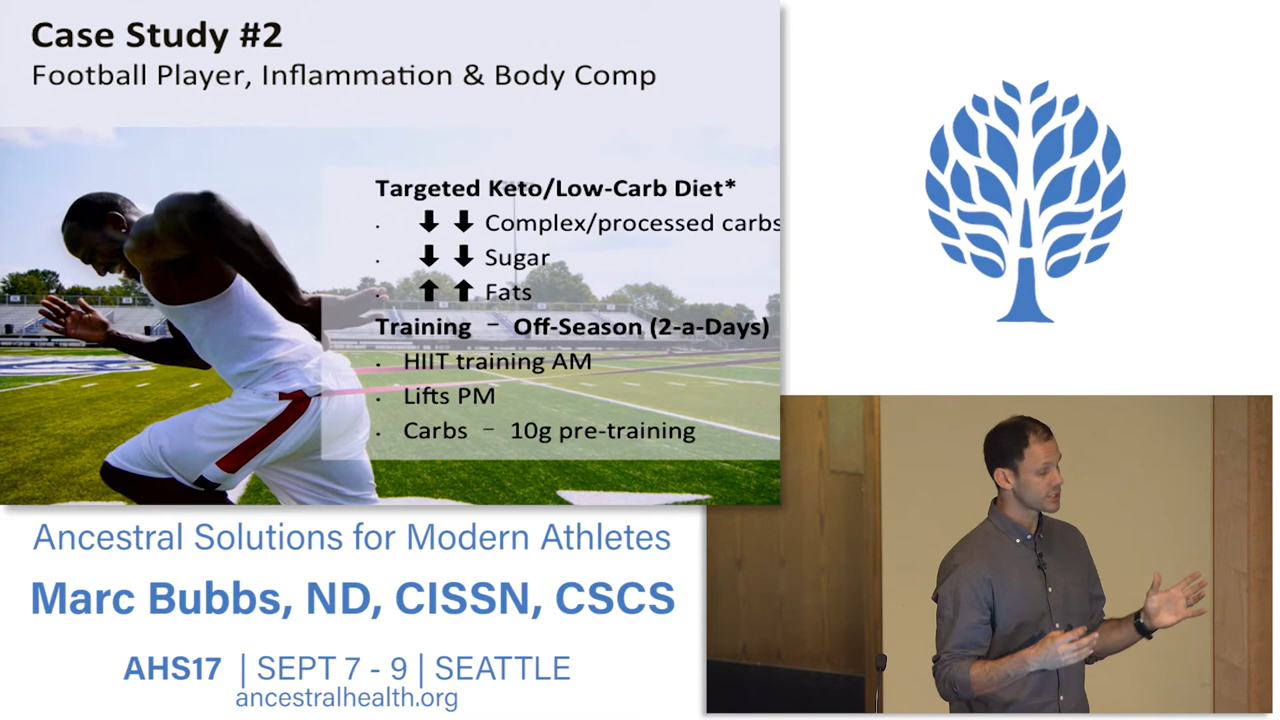 Case Study #2
Football Player, Inflammation & Body Comp
Targeted Keto/Low-Carb Diet*
· ⬇ ⬇ Complex/processed carbs
· ⬇ ⬇ Sugar
· ⬆ ⬆ Fats
Training – Off-Season (2-a-Days)
· HIIT training AM
· Lifts PM
· Carbs – 10g pre-training
Ancestral Solutions for Modern Athletes
Marc Bubbs, ND, CISSN, CSCS
AHS17 | SEPT 7 - 9 | SEATTLE
ancestralhealth.org